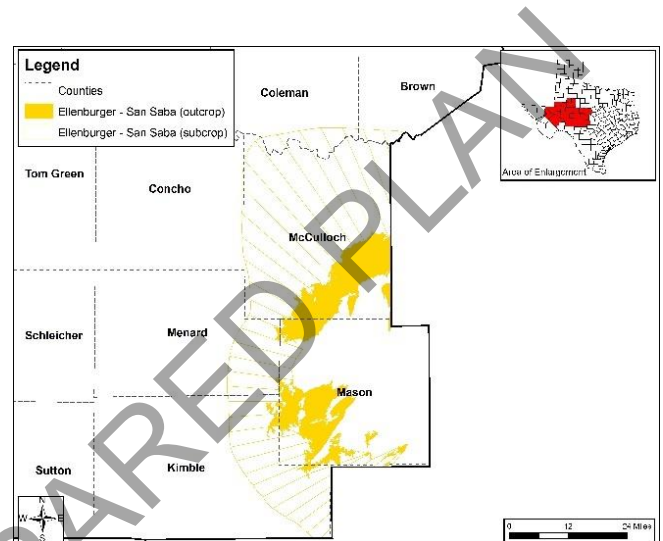 Legend
Counties
Ellenburger - San Saba (outcrop)
Ellenburger - San Saba (subcrop)
Coleman
Brown
Area of Enlargement
Tom Green
Concho
McCulloch
Schleicher
Menard
Mason
Sutton
Kimble
N
W
E
S
0 12 24 Miles
PARED PLAN